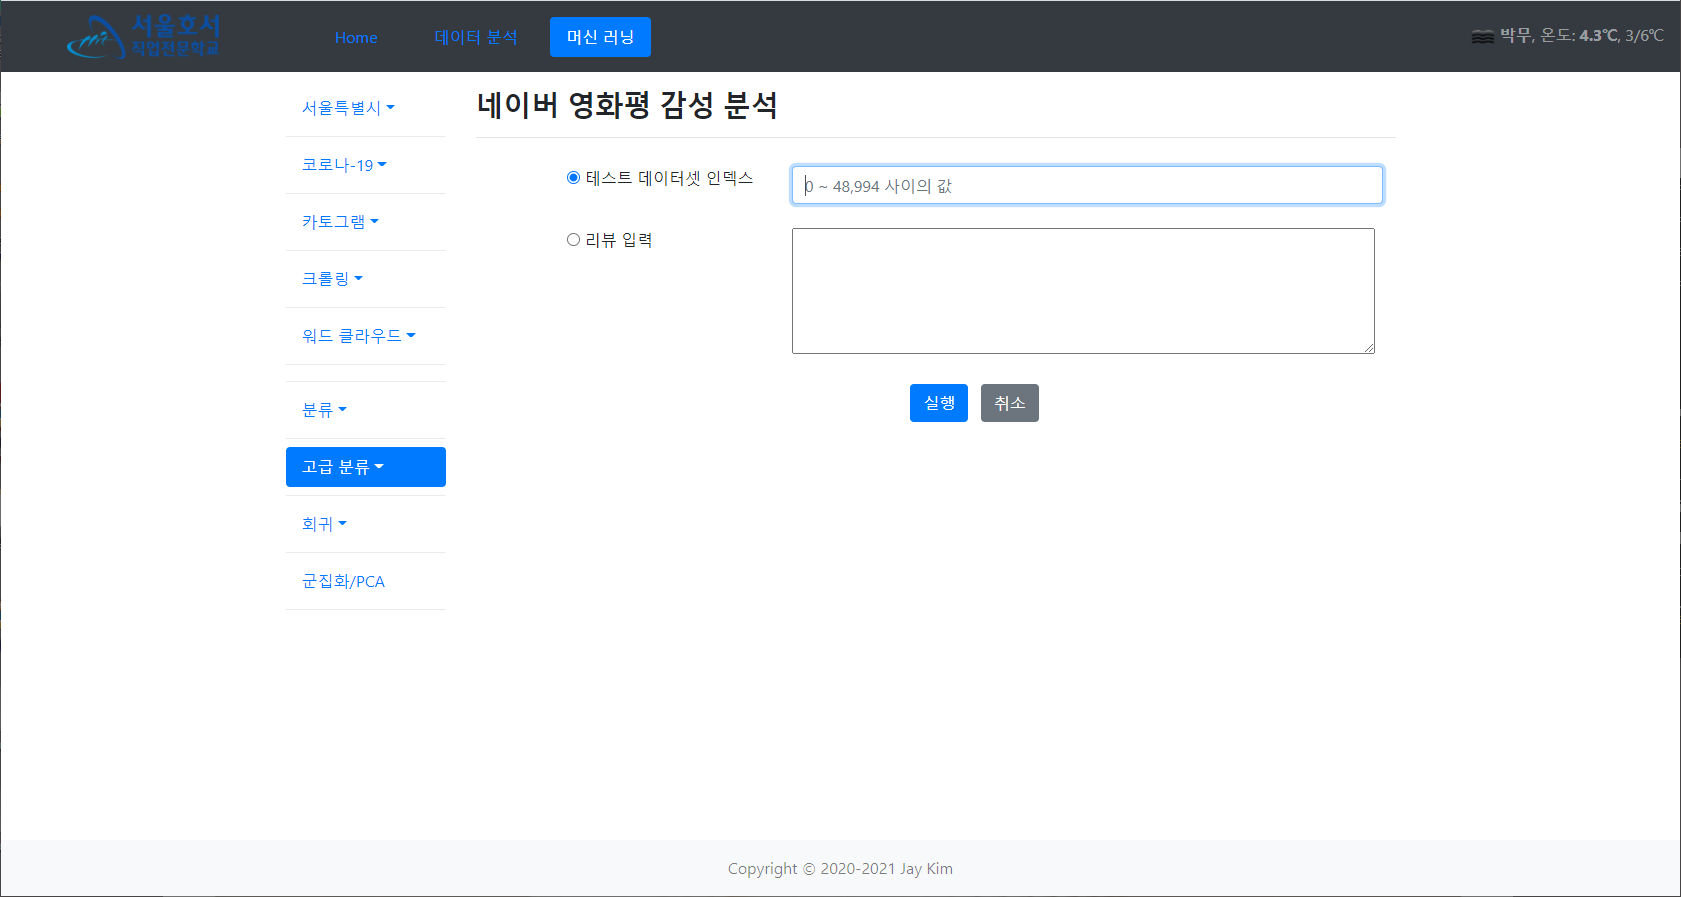 서울호서
직업전문학교
Home 데이터 분석 머신 러닝
박무, 온도: 4.3℃, 3/6℃
서울특별시
코로나-19
카토그램
크롤링
워드 클라우드
분류
고급 분류
회귀
군집화/PCA
네이버 영화평 감성 분석
테스트 데이터셋 인덱스
0 ~ 48,994 사이의 값
리뷰 입력
실행 취소
Copyright © 2020-2021 Jay Kim